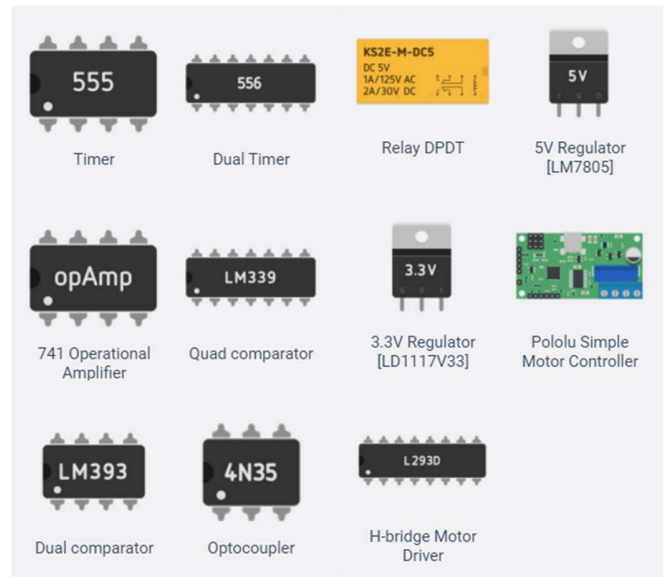 555
Timer
556
Dual Timer
KS2E-M-DC5
DC 5V
1A/125V AC
2A/30V DC
Relay DPDT
5V
5V Regulator
[LM7805]
opAmp
741 Operational
Amplifier
LM339
Quad comparator
3.3V
3.3V Regulator
[LD1117V33]
Pololu Simple
Motor Controller
LM393
Dual comparator
4N35
Optocoupler
L293D
H-bridge Motor
Driver